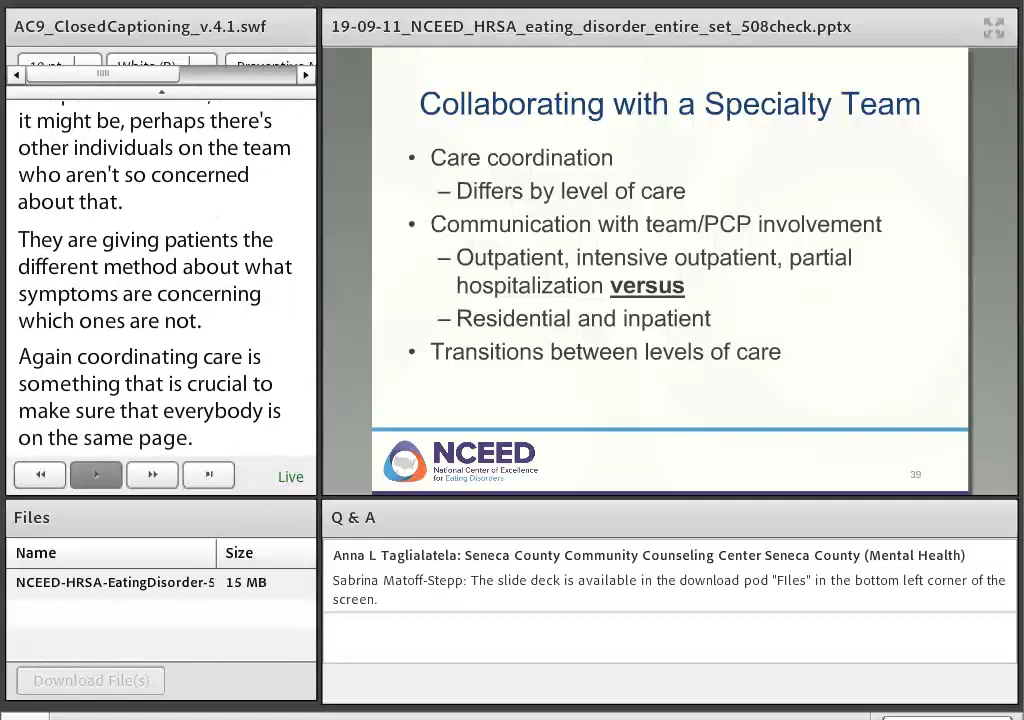 AC9_ClosedCaptioning_v.4.1.swf
it might be, perhaps there's
other individuals on the team
who aren't so concerned
about that.
They are giving patients the
different method about what
symptoms are concerning
which ones are not.
Again coordinating care is
something that is crucial to
make sure that everybody is
on the same page.
Live
19-09-11_NCEED_HRSA_eating_disorder_entire_set_508check.pptx
Collaborating with a Specialty Team
• Care coordination
– Differs by level of care
• Communication with team/PCP involvement
– Outpatient, intensive outpatient, partial
hospitalization versus
– Residential and inpatient
• Transitions between levels of care
NCEED
National Center of Excellence
for Eating Disorders
39
Files
Name Size
NCEED-HRSA-EatingDisorder-5 15 MB
Download File(s)
Q & A
Anna L Taglialatela: Seneca County Community Counseling Center Seneca County (Mental Health)
Sabrina Matoff-Stepp: The slide deck is available in the download pod "FIles" in the bottom left corner of the
screen.